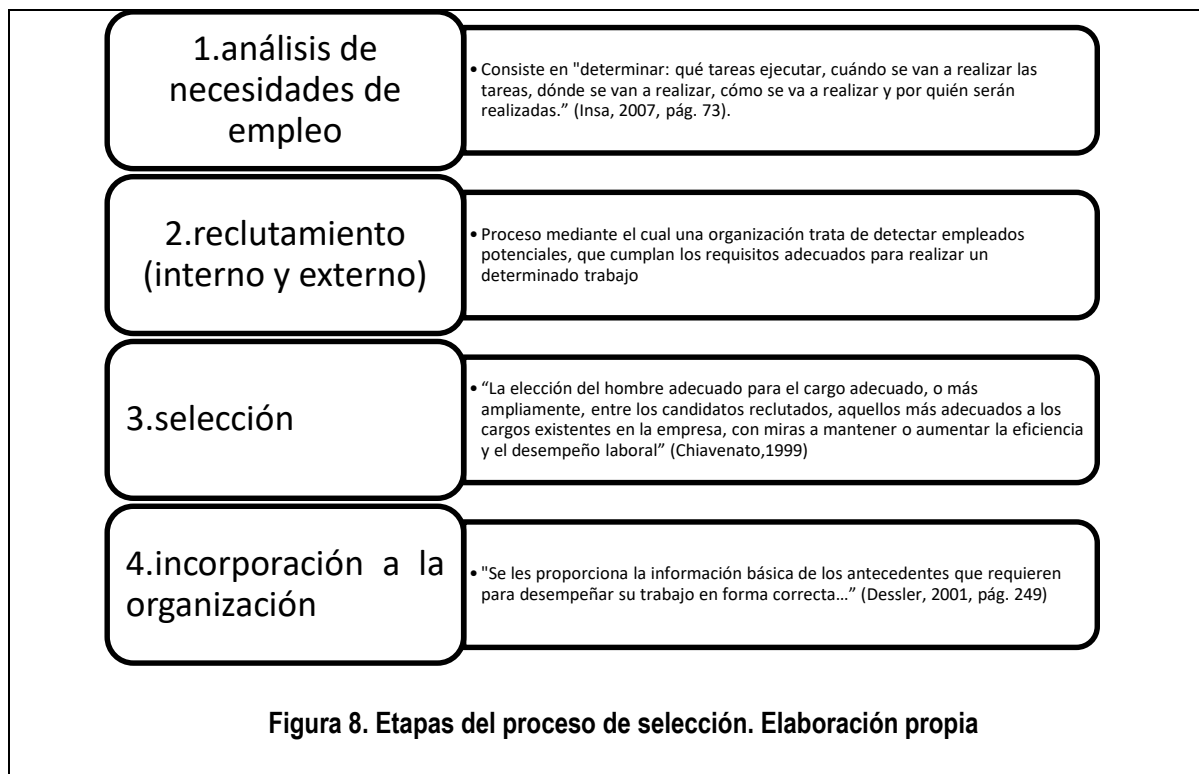 1.análisis de
necesidades de
empleo
• Consiste en "determinar: qué tareas ejecutar, cuándo se van a realizar las
tareas, dónde se van a realizar, cómo se va a realizar y por quién serán
realizadas.” (Insa, 2007, pág. 73).
2.reclutamiento
(interno y externo)
• Proceso mediante el cual una organización trata de detectar empleados
potenciales, que cumplan los requisitos adecuados para realizar un
determinado trabajo
3.selección
• “La elección del hombre adecuado para el cargo adecuado, o más
ampliamente, entre los candidatos reclutados, aquellos más adecuados a los
cargos existentes en la empresa, con miras a mantener o aumentar la eficiencia
y el desempeño laboral” (Chiavenato,1999)
4.incorporación a la
organización
• "Se les proporciona la información básica de los antecedentes que requieren
para desempeñar su trabajo en forma correcta…” (Dessler, 2001, pág. 249)
Figura 8. Etapas del proceso de selección. Elaboración propia